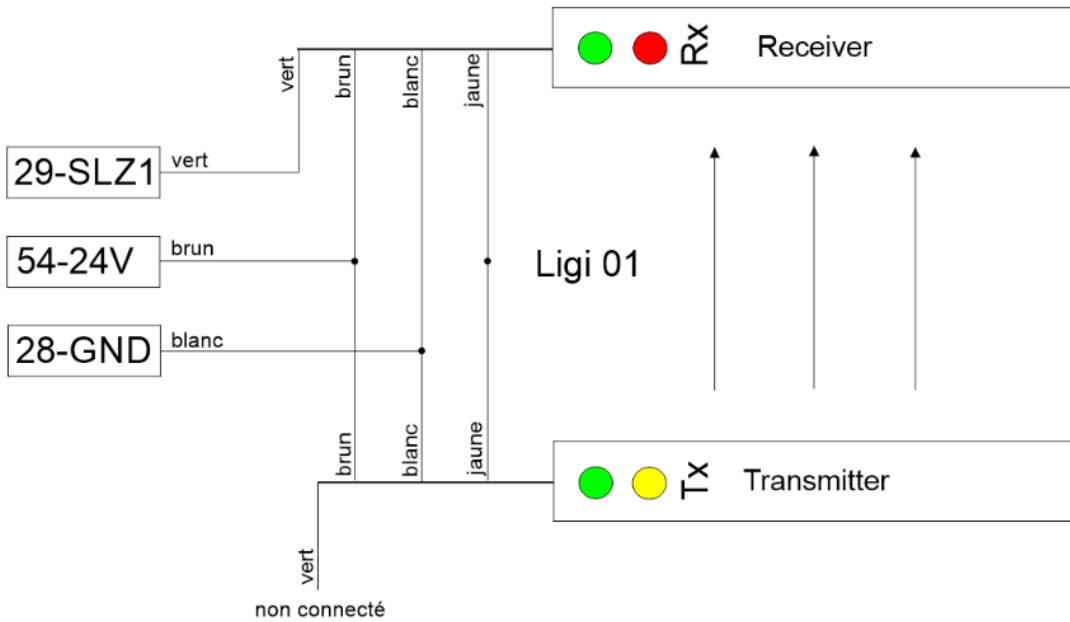 Rx Receiver
vert
brun
blanc
jaune
29-SLZ1
vert
54-24V
brun
Ligi 01
28-GND
blanc
brun
blanc
jaune
Tx Transmitter
vert
non connecté